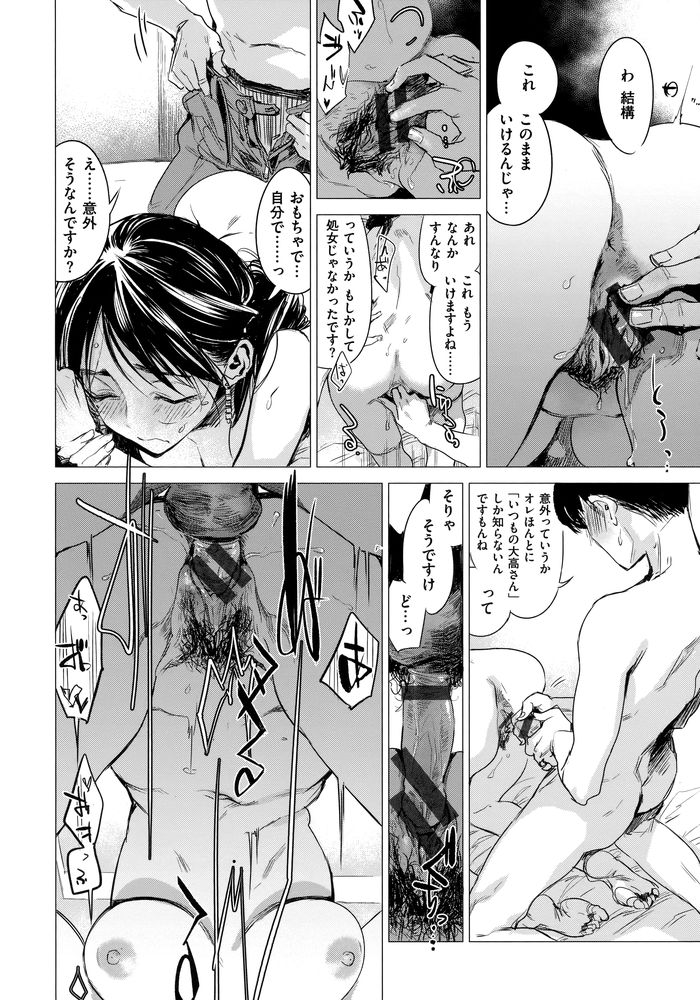 わ 結構
これ このまま
いけるんじゃ…
あれ これ もう
なんか いけますよね……
すんなり
っていうか もしかして
処女じゃなかったです?
おもちゃで…
自分で……っ
え……意外
そうなんですか?
意外っていうか
オレほんとに
「いつもの大高さん」
しか知らないん
ですもんね
って
そりゃ
そうですけ
ど…っ